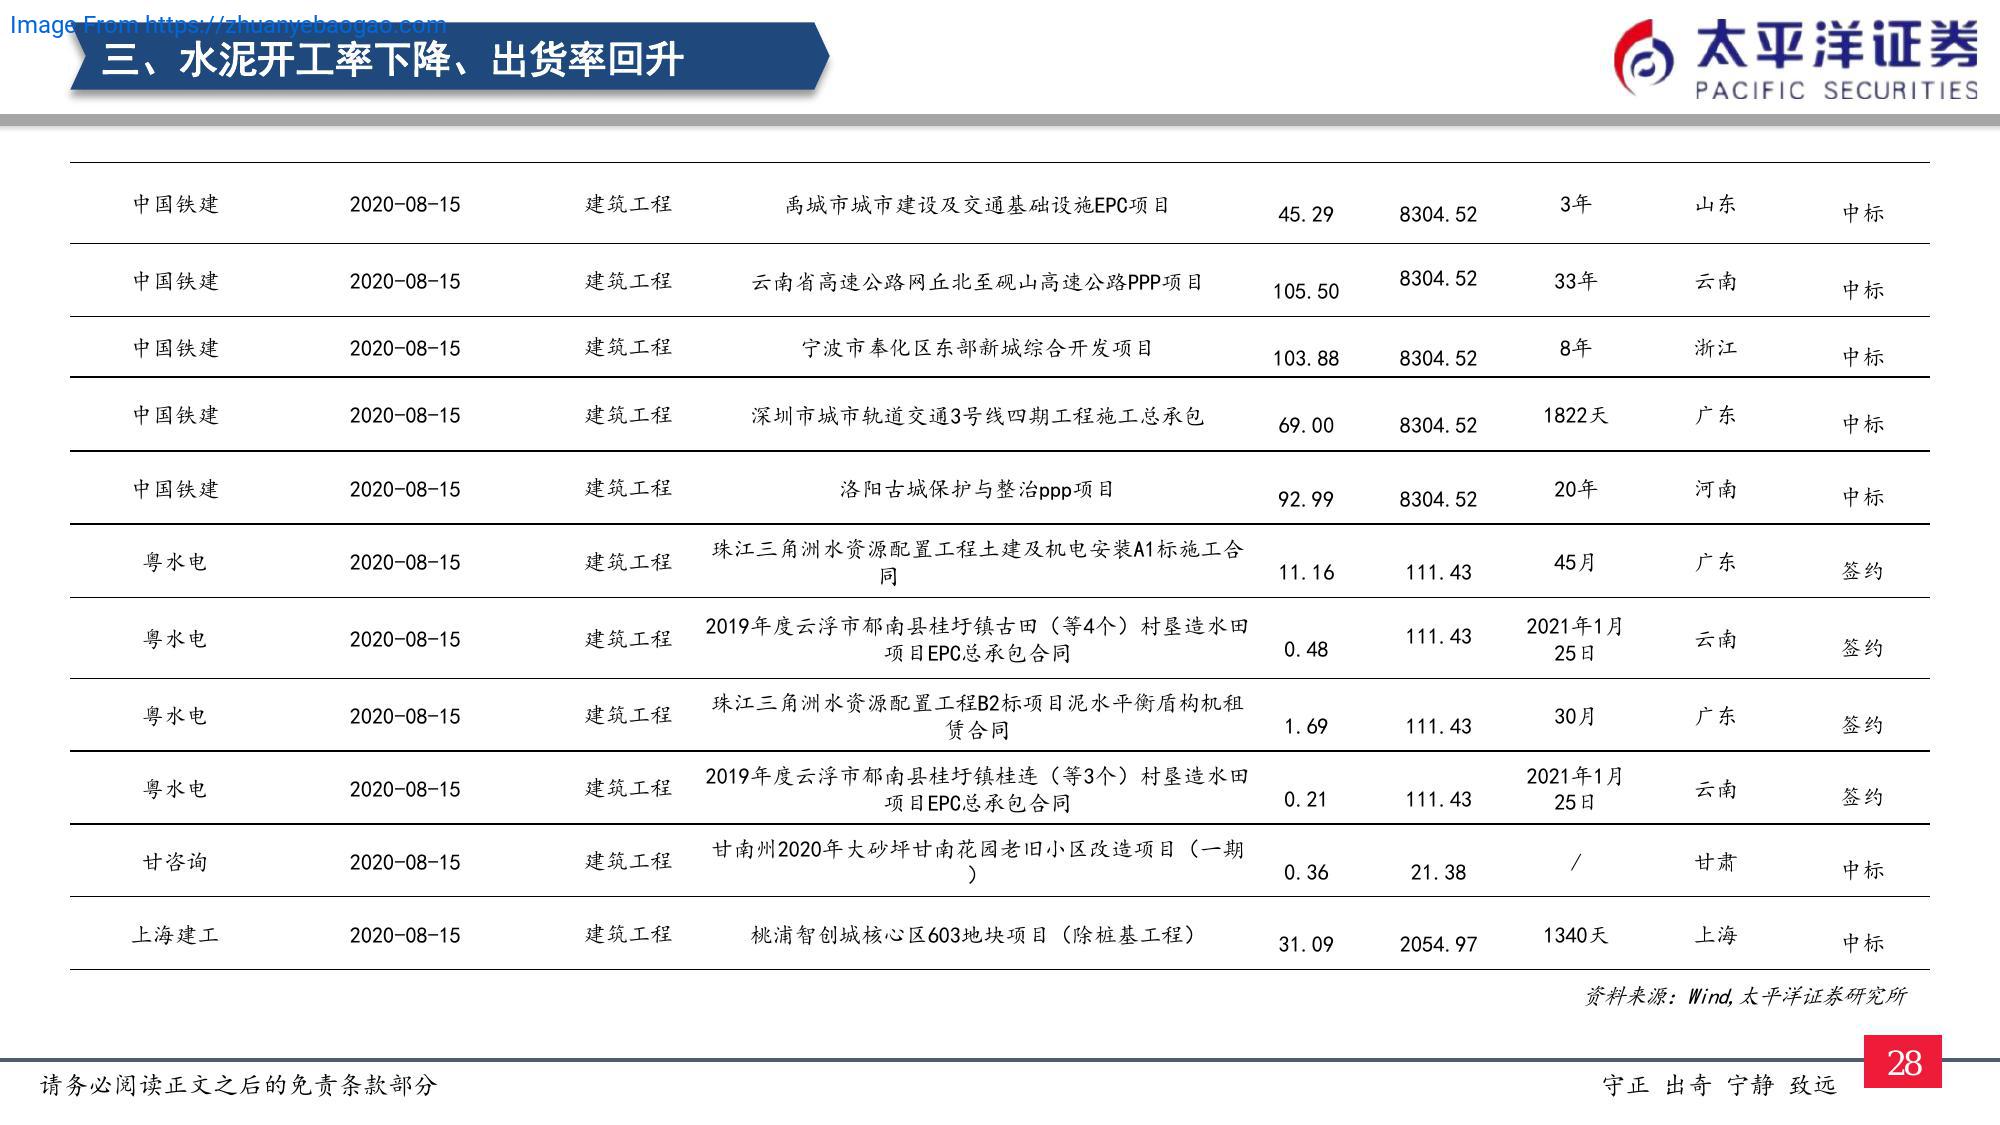 Image From https://zhuanyebaogao.com
三、水泥开工率下降、出货率回升
太平洋证券
PACIFIC SECURITIES
中国铁建 2020-08-15 建筑工程 禹城市城市建设及交通基础设施EPC项目 45.29 8304.52 3年 山东 中标
中国铁建 2020-08-15 建筑工程 云南省高速公路网丘北至砚山高速公路PPP项目 105.50 8304.52 33年 云南 中标
中国铁建 2020-08-15 建筑工程 宁波市奉化区东部新城综合开发项目 103.88 8304.52 8年 浙江 中标
中国铁建 2020-08-15 建筑工程 深圳市城市轨道交通3号线四期工程施工总承包 69.00 8304.52 1822天 广东 中标
中国铁建 2020-08-15 建筑工程 洛阳古城保护与整治ppp项目 92.99 8304.52 20年 河南 中标
粤水电 2020-08-15 建筑工程 珠江三角洲水资源配置工程土建及机电安装A1标施工合
同 11.16 111.43 45月 广东 签约
粤水电 2020-08-15 建筑工程 2019年度云浮市郁南县桂圩镇古田（等4个）村垦造水田
项目EPC总承包合同 0.48 111.43 2021年1月
25日 云南 签约
粤水电 2020-08-15 建筑工程 珠江三角洲水资源配置工程B2标项目泥水平衡盾构机租
赁合同 1.69 111.43 30月 广东 签约
粤水电 2020-08-15 建筑工程 2019年度云浮市郁南县桂圩镇桂连（等3个）村垦造水田
项目EPC总承包合同 0.21 111.43 2021年1月
25日 云南 签约
甘咨询 2020-08-15 建筑工程 甘南州2020年大砂坪甘南花园老旧小区改造项目（一期
） 0.36 21.38 / 甘肃 中标
上海建工 2020-08-15 建筑工程 桃浦智创城核心区603地块项目（除桩基工程） 31.09 2054.97 1340天 上海 中标
资料来源：Wind,太平洋证券研究所
请务必阅读正文之后的免责条款部分
守正 出奇 宁静 致远
28